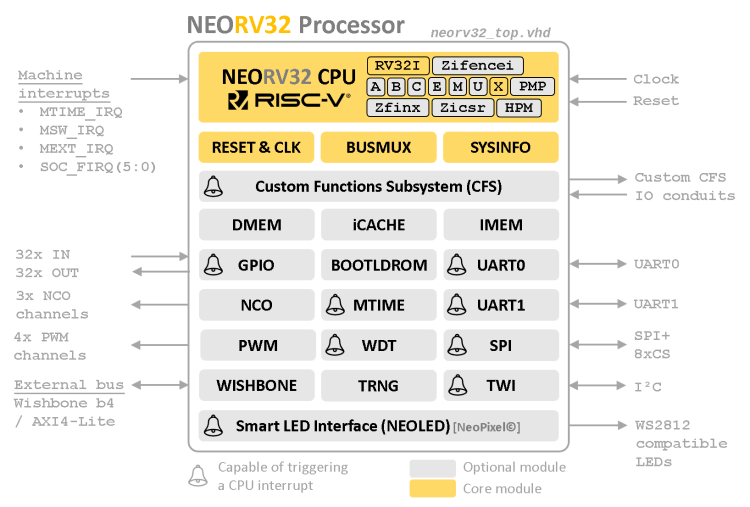 NEORV32 Processor
neorv32_top.vhd
NEORV32 CPU
RISC-V®
RV32I Zifencei
A B C E M U X PMP
Zfinx Zicsr HPM
Machine
interrupts
• MTIME_IRQ
• MSW_IRQ
• MEXT_IRQ
• SOC_FIRQ(5:0)
Clock
Reset
RESET & CLK BUSMUX SYSINFO
Custom Functions Subsystem (CFS)
Custom CFS
IO conduits
DMEM iCACHE IMEM
32x IN
32x OUT
GPIO BOOTLDROM UART0
UART0
3x NCO
channels
NCO MTIME UART1
UART1
4x PWM
channels
PWM WDT SPI
SPI+
8xCS
External bus
Wishbone b4
/ AXI4-Lite
WISHBONE TRNG TWI
I²C
Smart LED Interface (NEOLED) [NeoPixel©]
WS2812
compatible
LEDs
Capable of triggering
a CPU interrupt
Optional module
Core module